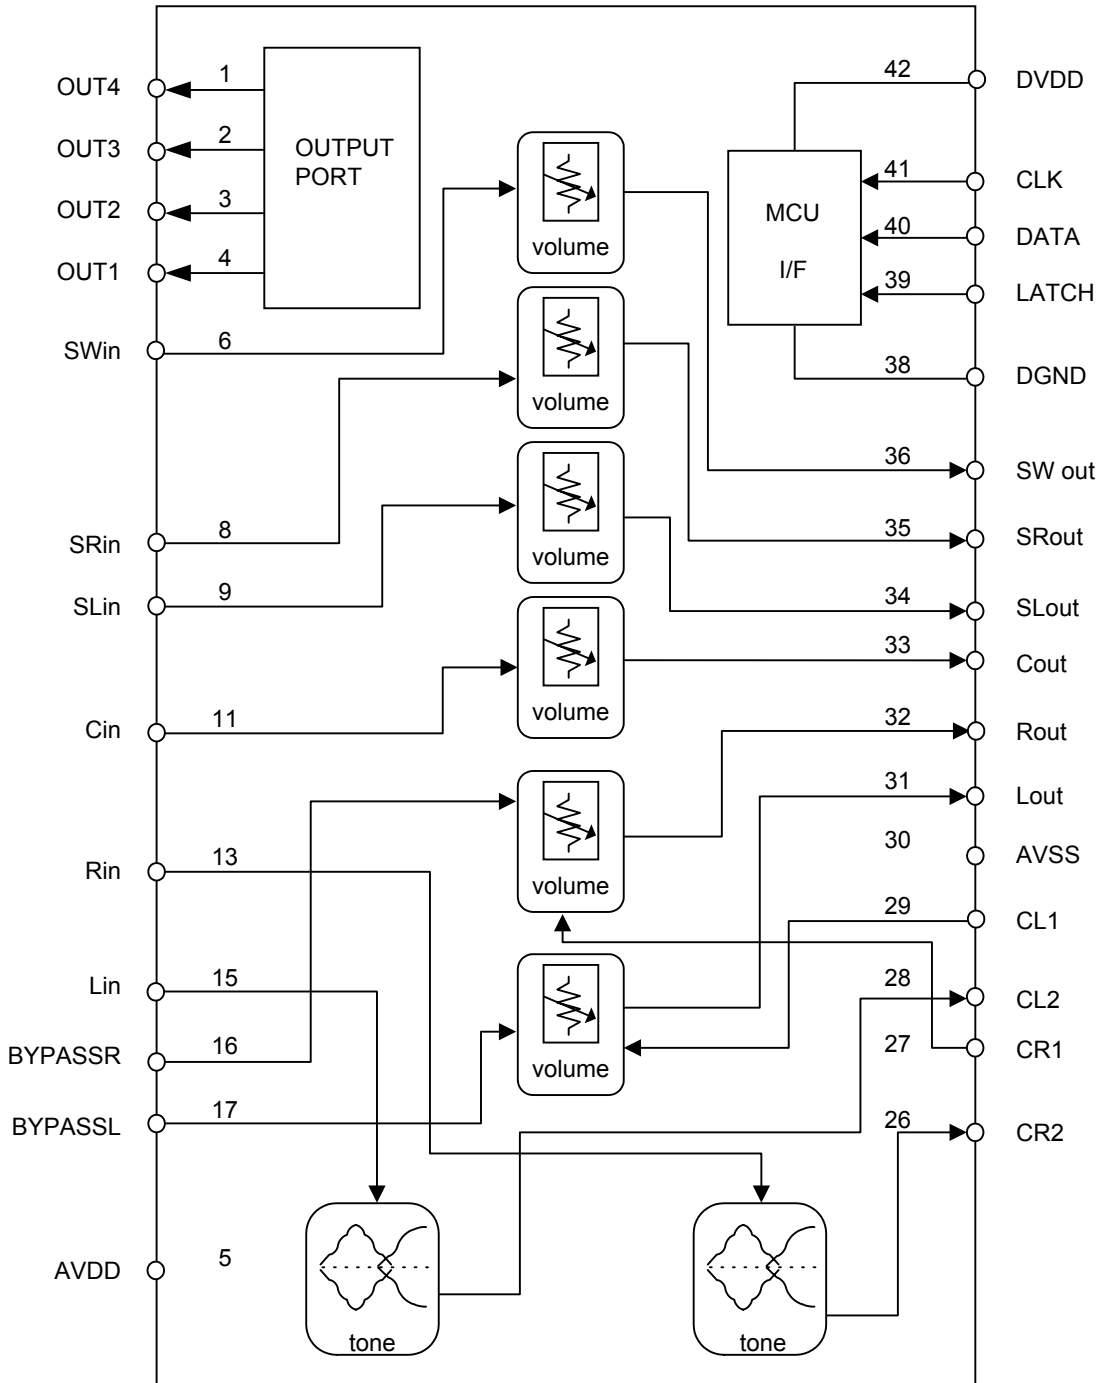 OUT4
1
OUT3
2
OUT2
3
OUT1
4
OUTPUT
PORT
SWin
6
SRin
8
SLin
9
Cin
11
Rin
13
Lin
15
BYPASSR
16
BYPASSL
17
AVDD
5
volume
volume
volume
volume
volume
volume
tone
tone
MCU
I/F
42
DVDD
41
CLK
40
DATA
39
LATCH
38
DGND
36
SW out
35
SRout
34
SLout
33
Cout
32
Rout
31
Lout
30
AVSS
29
CL1
28
CL2
27
CR1
26
CR2